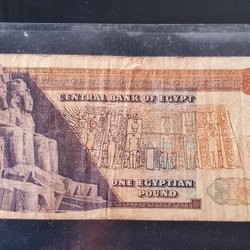 CENTRAL BANK OF EGYPT
ONE EGYPTIAN
POUND